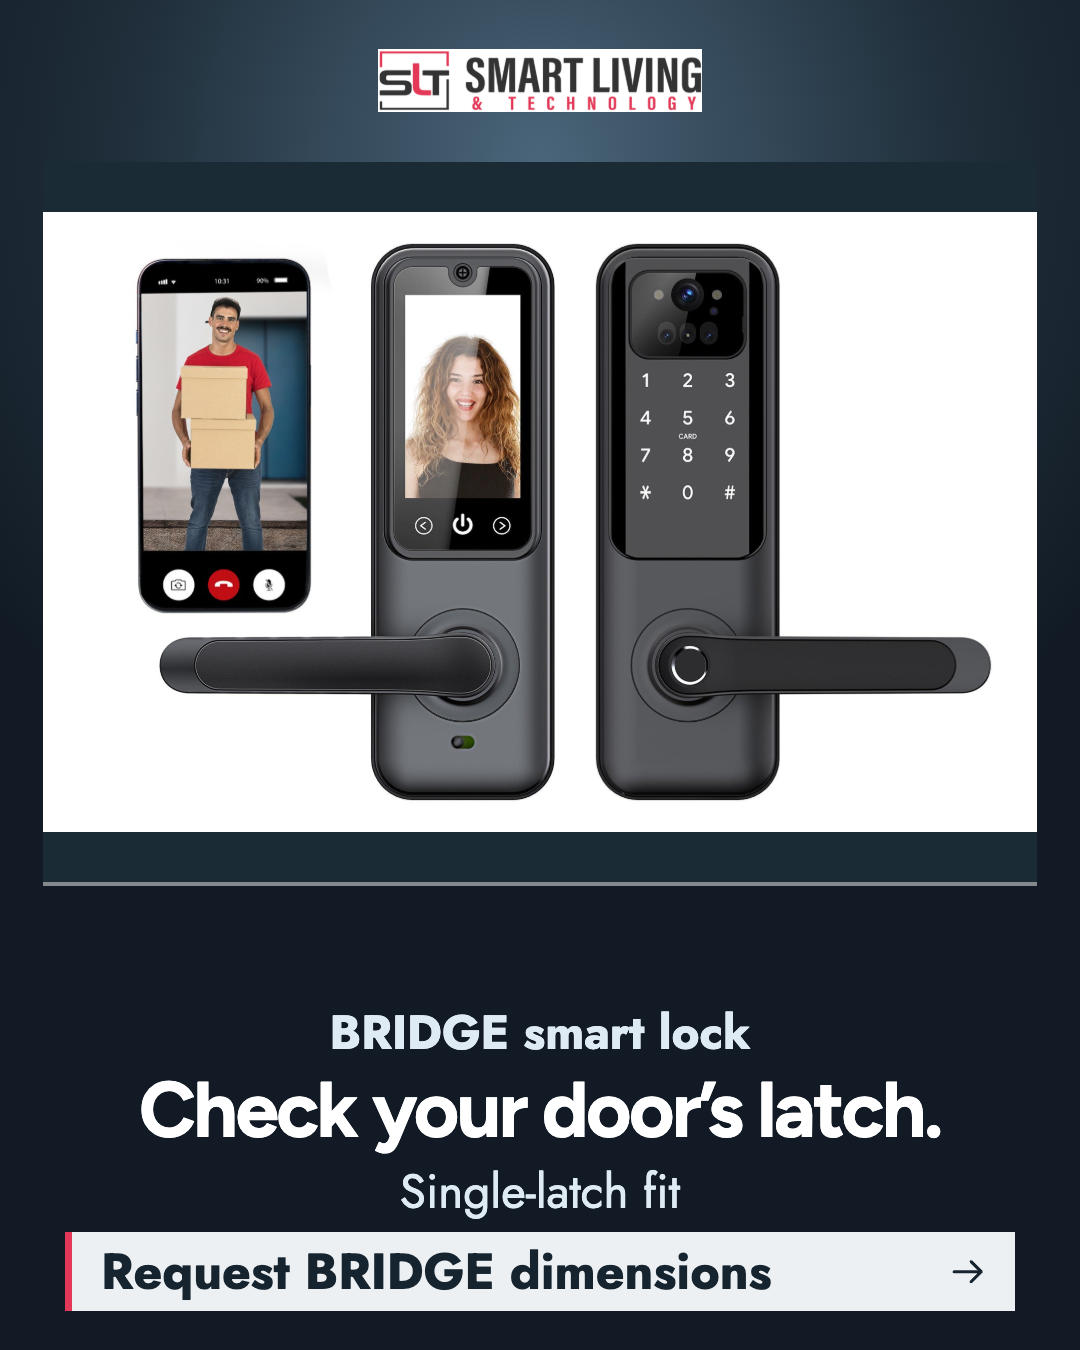 SLT SMART LIVING
& TECHNOLOGY
10:31 90%
1 2 3
4 5 6
CARD
7 8 9
* 0 #
BRIDGE smart lock
Check your door's latch.
Single-latch fit
Request BRIDGE dimensions →